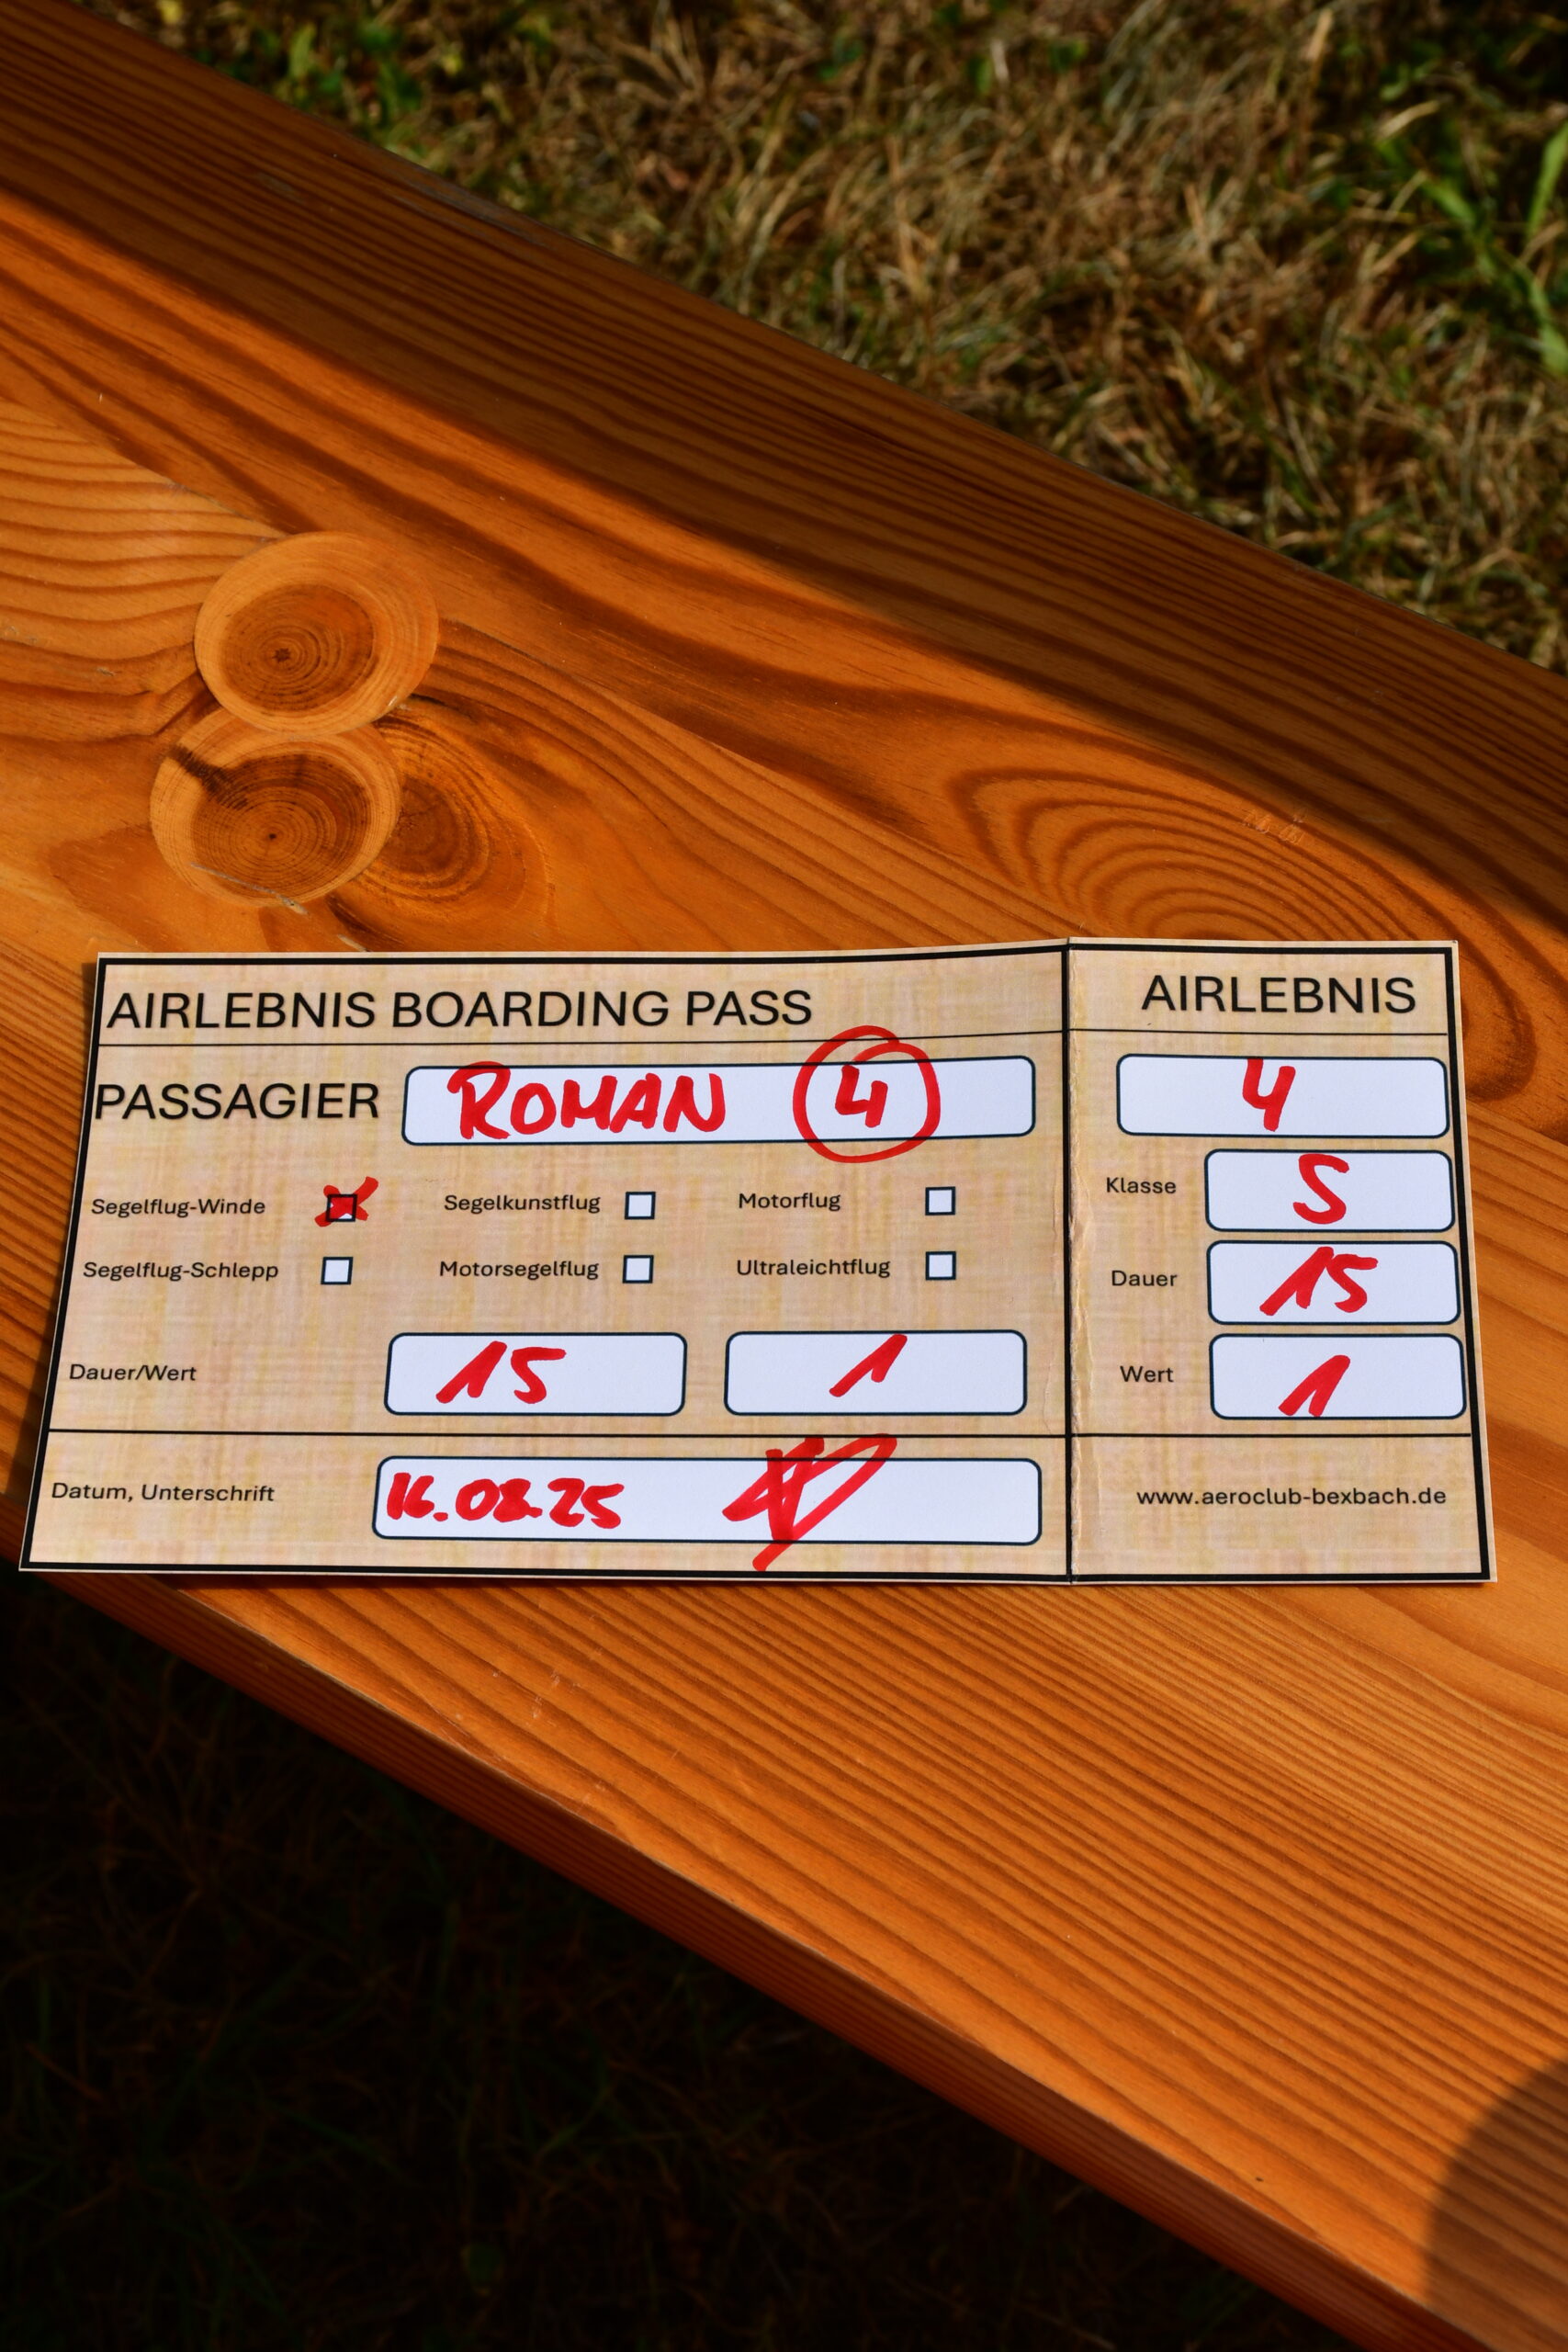 AIRLEBNIS BOARDING PASS
PASSAGIER ROMAN 4
Segelflug-Winde Segelkunstflug Motorflug
Segelflug-Schlepp Motorsegelflug Ultraleichtflug
Dauer/Wert 15 1
Datum, Unterschrift 16.08.25
AIRLEBNIS
4
Klasse S
Dauer 15
Wert 1
www.aeroclub-bexbach.de